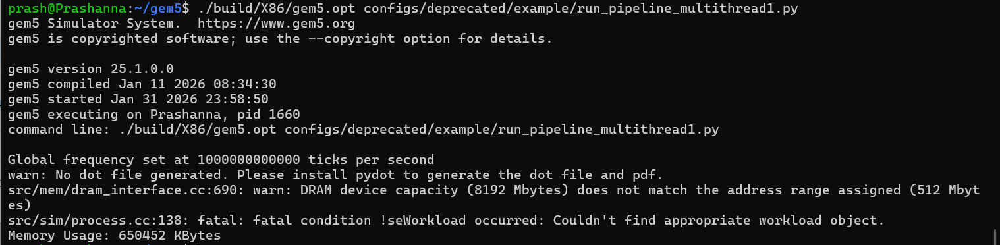 prash@Prashanna:~/gem5$ ./build/X86/gem5.opt configs/deprecated/example/run_pipeline_multithread1.py
gem5 Simulator System.  https://www.gem5.org
gem5 is copyrighted software; use the --copyright option for details.
gem5 version 25.1.0.0
gem5 compiled Jan 11 2026 08:34:30
gem5 started Jan 31 2026 23:58:50
gem5 executing on Prashanna, pid 1660
command line: ./build/X86/gem5.opt configs/deprecated/example/run_pipeline_multithread1.py
Global frequency set at 1000000000000 ticks per second
warn: No dot file generated. Please install pydot to generate the dot file and pdf.
src/mem/dram_interface.cc:690: warn: DRAM device capacity (8192 Mbytes) does not match the address range assigned (512 Mbyt
es)
src/sim/process.cc:138: fatal: fatal condition !seWorkload occurred: Couldn't find appropriate workload object.
Memory Usage: 650452 KBytes